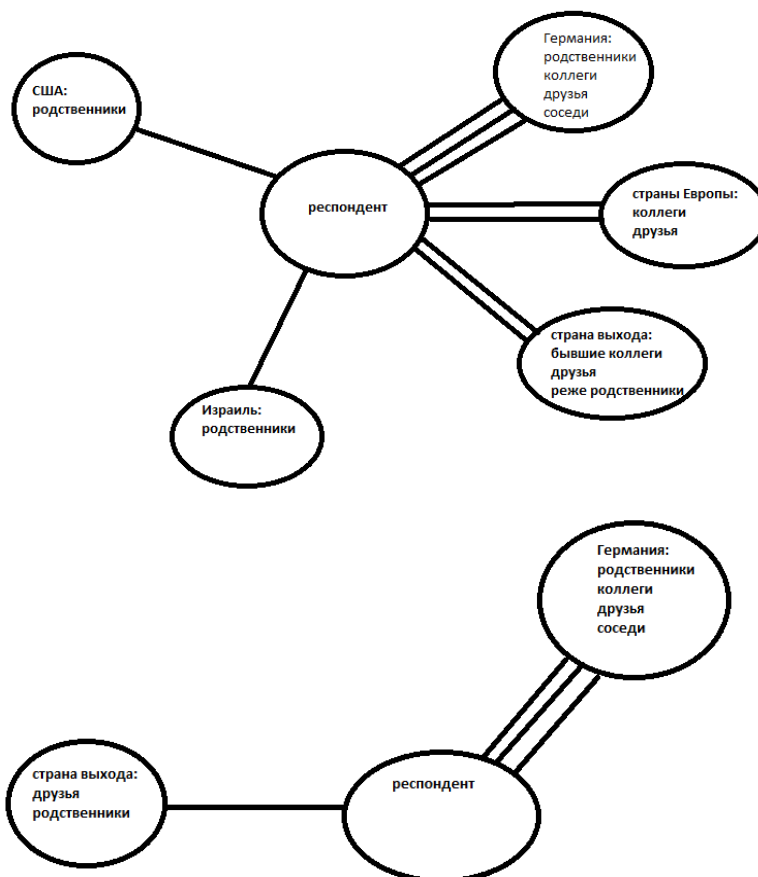 Германия:
родственники
коллеги
друзья
соседи
США:
родственники
респондент
страны Европы:
коллеги
друзья
страна выхода:
бывшие коллеги
друзья
реже родственники
Израиль:
родственники
Германия:
родственники
коллеги
друзья
соседи
страна выхода:
друзья
родственники
респондент